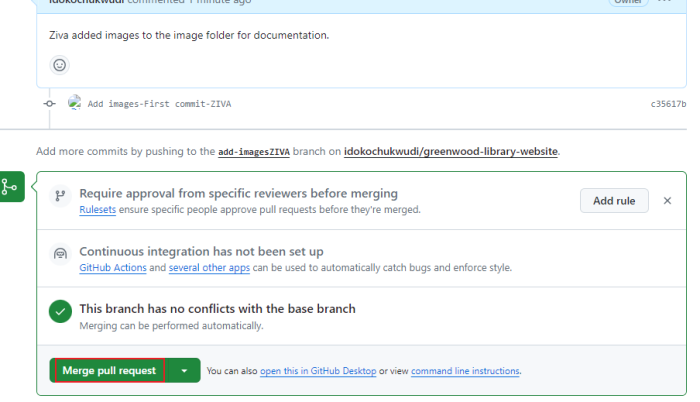 idokochukwudi commented 1 minute ago
Owner
Ziva added images to the image folder for documentation.
Add images-First commit-ZIVA
c35617b
Add more commits by pushing to the add-imagesZIVA branch on idokochukwudi/greenwood-library-website.
Require approval from specific reviewers before merging
Rulesets ensure specific people approve pull requests before they're merged.
Add rule
Continuous integration has not been set up
GitHub Actions and several other apps can be used to automatically catch bugs and enforce style.
This branch has no conflicts with the base branch
Merging can be performed automatically.
Merge pull request
You can also open this in GitHub Desktop or view command line instructions.